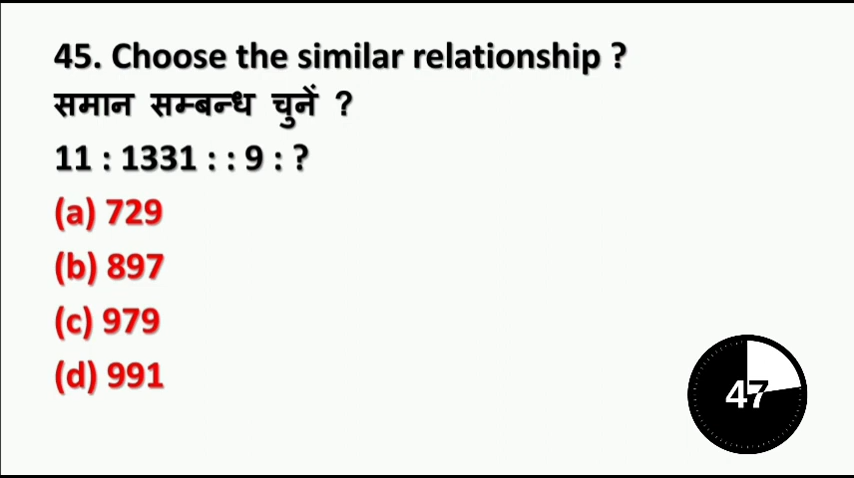 45. Choose the similar relationship ?
समान सम्बन्ध चुनें ?
11 : 1331 : : 9 : ?
(a) 729
(b) 897
(c) 979
(d) 991
47